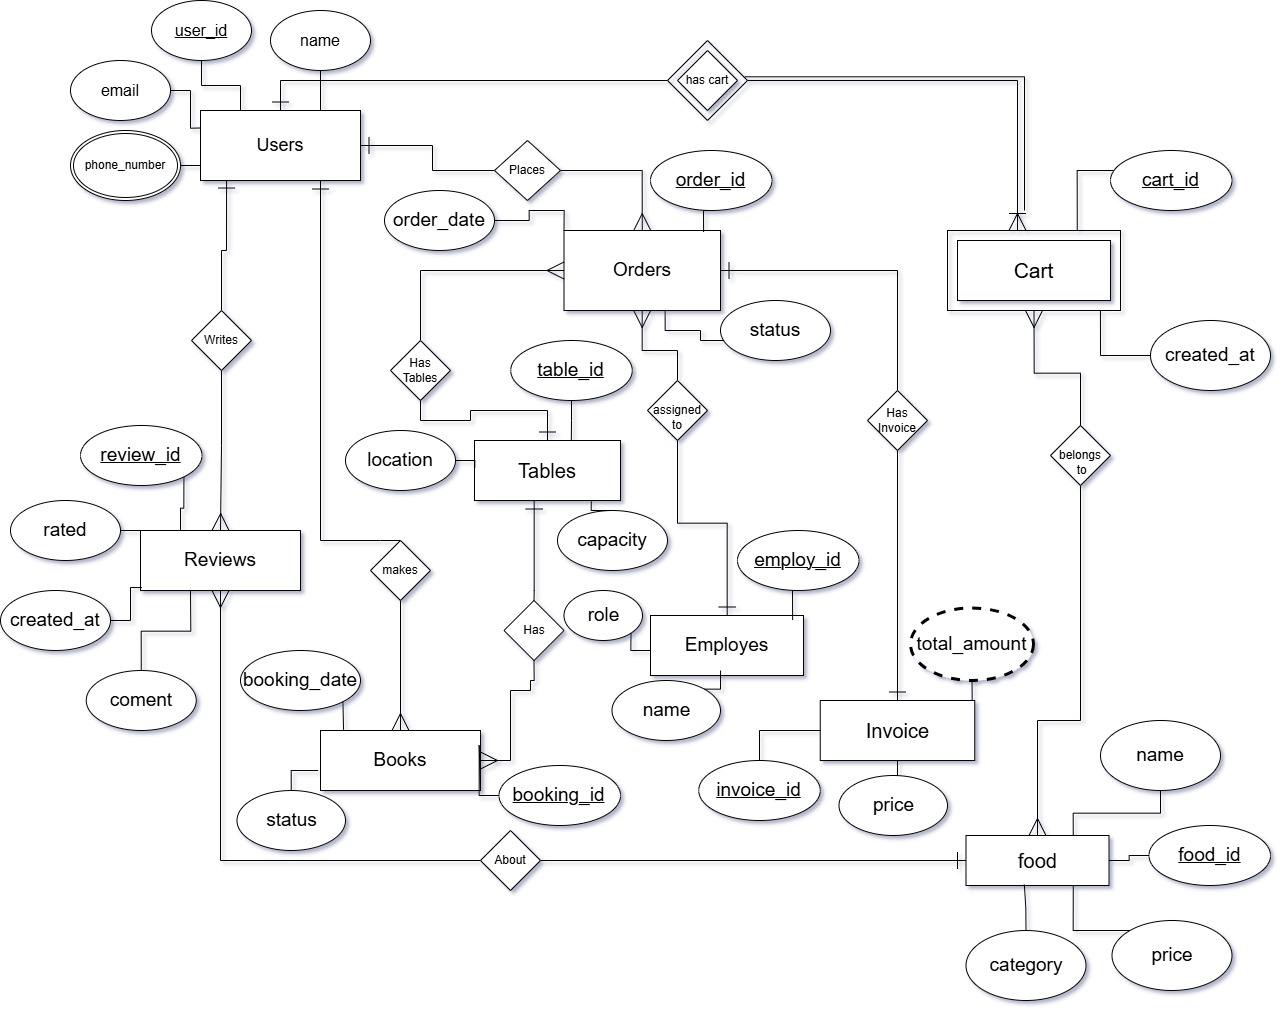 user_id
name
has cart
email
Users
phone_number
Places
order_id
cart_id
order_date
Orders
Cart
status
created_at
Writes
Has
Tables
table_id
assigned
to
Has
Invoice
belongs
to
review_id
location
Tables
rated
Reviews
capacity
makes
employ_id
created_at
role
Has
Employes
total_amount
booking_date
coment
name
Invoice
Books
name
invoice_id
booking_id
price
status
About
food
food_id
category
price